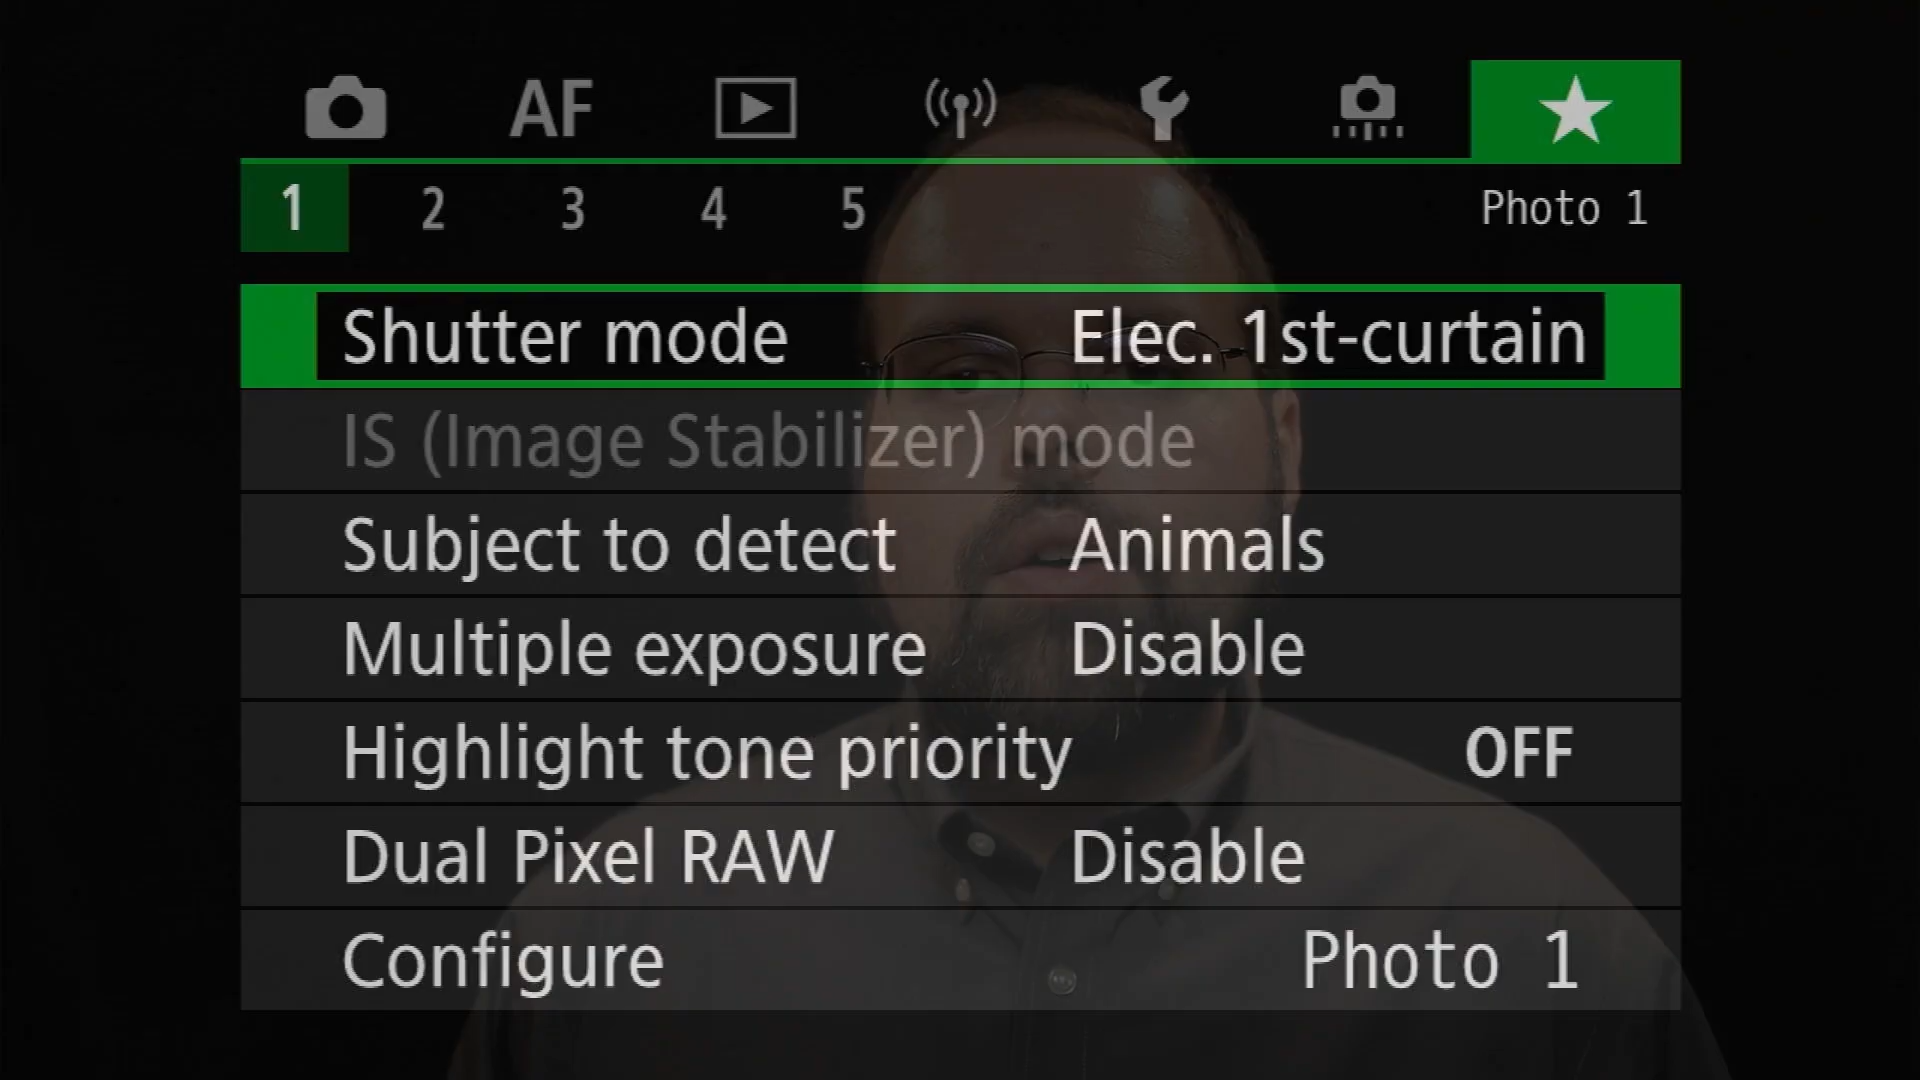 AF
1 2 3 4 5 Photo 1
Shutter mode Elec. 1st-curtain
IS (Image Stabilizer) mode
Subject to detect Animals
Multiple exposure Disable
Highlight tone priority OFF
Dual Pixel RAW Disable
Configure Photo 1